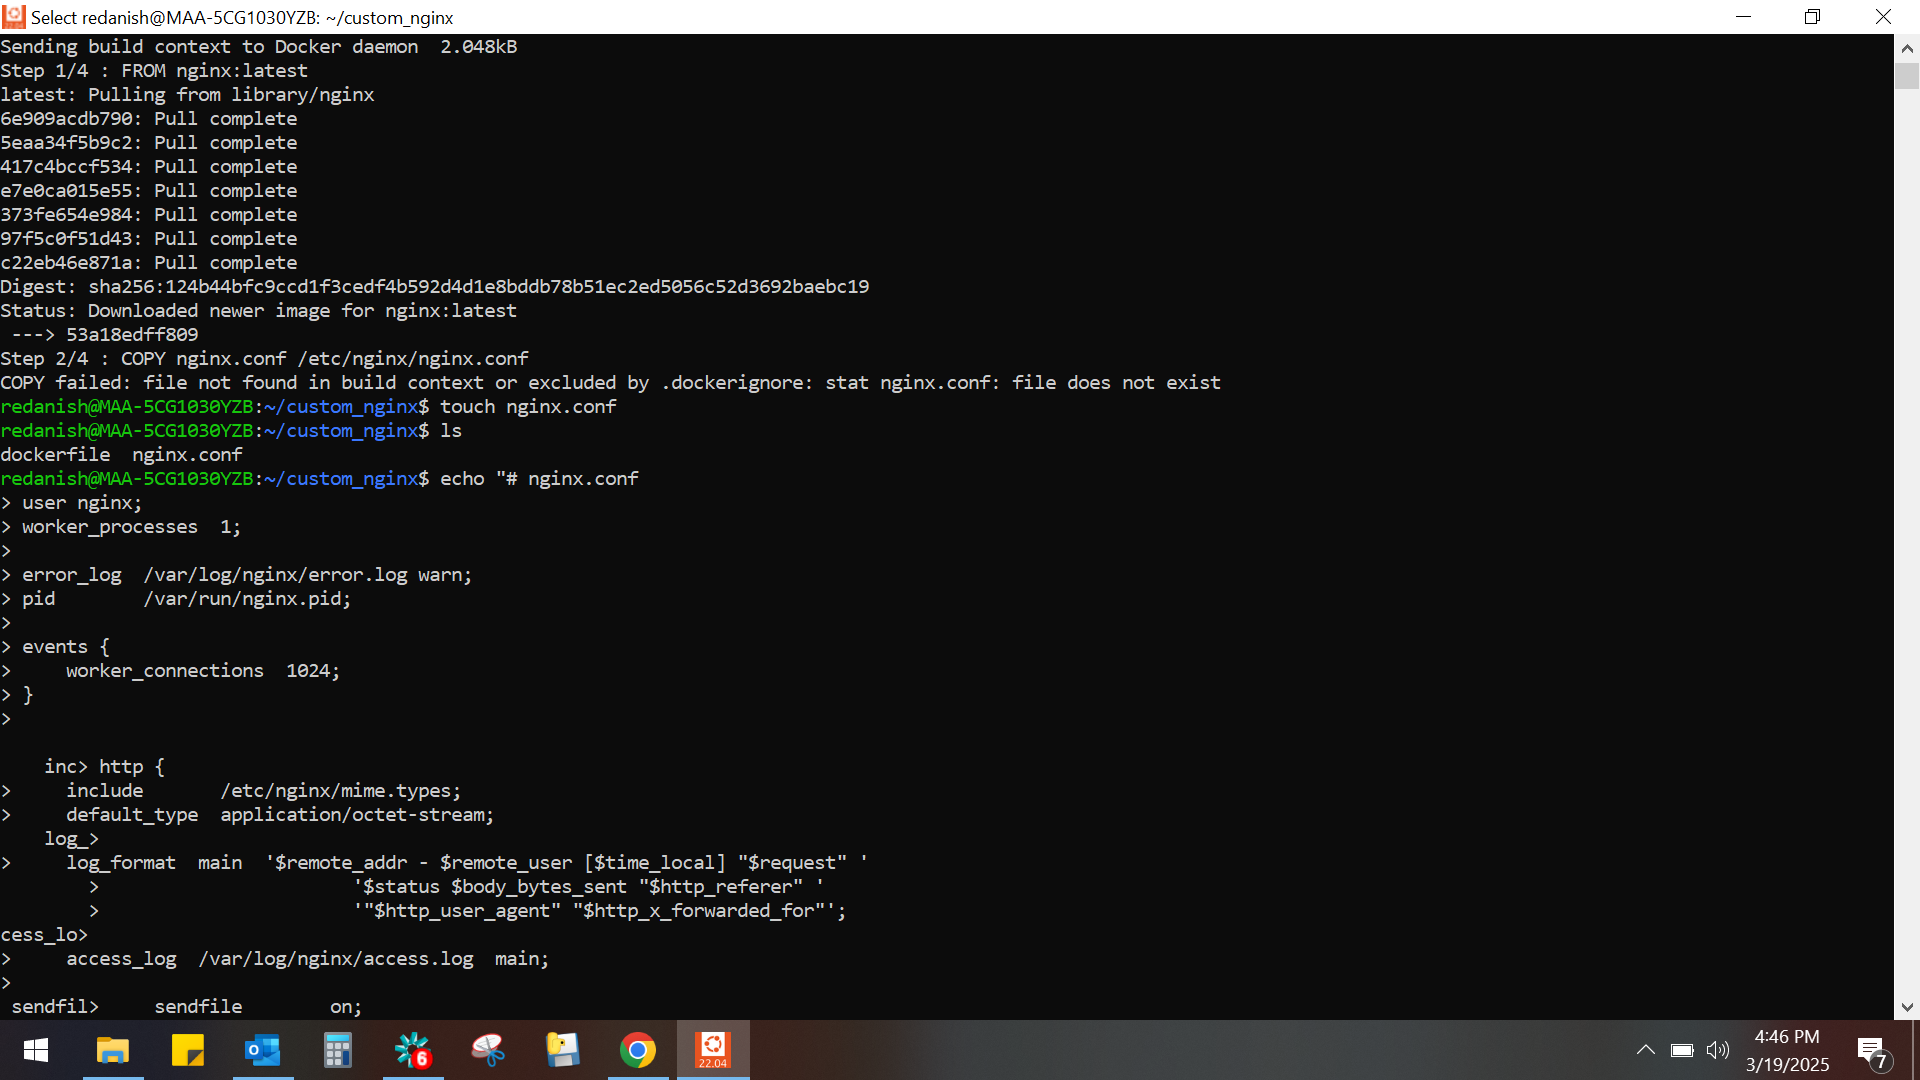 Select redanish@MAA-5CG1030YZB: ~/custom_nginx
Sending build context to Docker daemon  2.048kB
Step 1/4 : FROM nginx:latest
latest: Pulling from library/nginx
6e909acdb790: Pull complete
5eaa34f5b9c2: Pull complete
417c4bccf534: Pull complete
e7e0ca015e55: Pull complete
373fe654e984: Pull complete
97f5c0f51d43: Pull complete
c22eb46e871a: Pull complete
Digest: sha256:124b44bfc9ccd1f3cedf4b592d4d1e8bddb78b51ec2ed5056c52d3692baebc19
Status: Downloaded newer image for nginx:latest
 ---> 53a18edff809
Step 2/4 : COPY nginx.conf /etc/nginx/nginx.conf
COPY failed: file not found in build context or excluded by .dockerignore: stat nginx.conf: file does not exist
redanish@MAA-5CG1030YZB:~/custom_nginx$ touch nginx.conf
redanish@MAA-5CG1030YZB:~/custom_nginx$ ls
dockerfile  nginx.conf
redanish@MAA-5CG1030YZB:~/custom_nginx$ echo "# nginx.conf
> user nginx;
> worker_processes  1;
>
> error_log  /var/log/nginx/error.log warn;
> pid        /var/run/nginx.pid;
>
> events {
>     worker_connections  1024;
> }
>
    inc> http {
>     include       /etc/nginx/mime.types;
>     default_type  application/octet-stream;
    log_>
>     log_format  main  '$remote_addr - $remote_user [$time_local] "$request" '
        >                       '$status $body_bytes_sent "$http_referer" '
        >                       '"$http_user_agent" "$http_x_forwarded_for"';
cess_lo>
>     access_log  /var/log/nginx/access.log  main;
>
 sendfil>     sendfile        on;
6
22.04
4:46 PM
3/19/2025
7